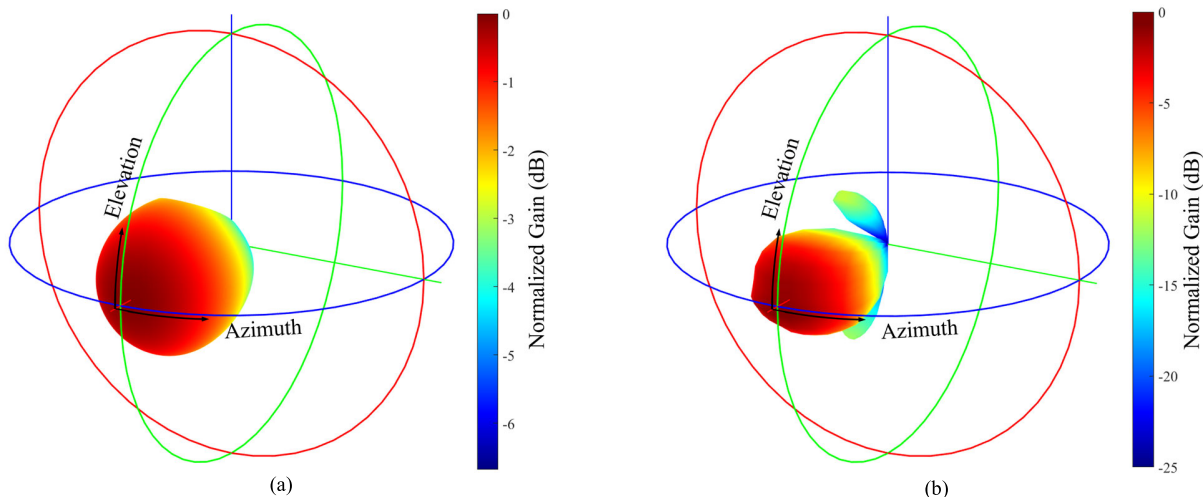 0
-1
-2
-3
-4
-5
-6
Normalized Gain (dB)
Elevation
Azimuth
(a)
0
-5
-10
-15
-20
-25
Normalized Gain (dB)
Elevation
Azimuth
(b)